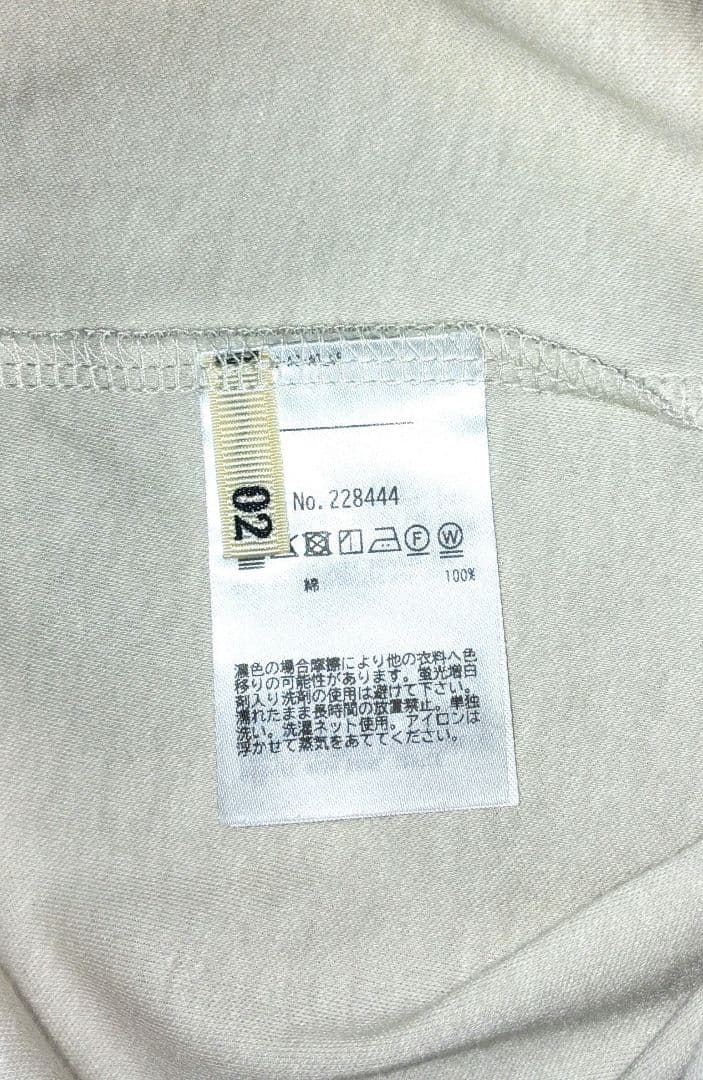 02
No. 228444
F W
綿 100%
濃色の場合摩擦により他の衣料へ色
移りの可能性があります。蛍光増白
剤入り洗剤の使用は避けて下さい。
濡れたまま長時間の放置禁止。単独
洗い。洗濯ネット使用。アイロンは
浮かせて蒸気をあててください。